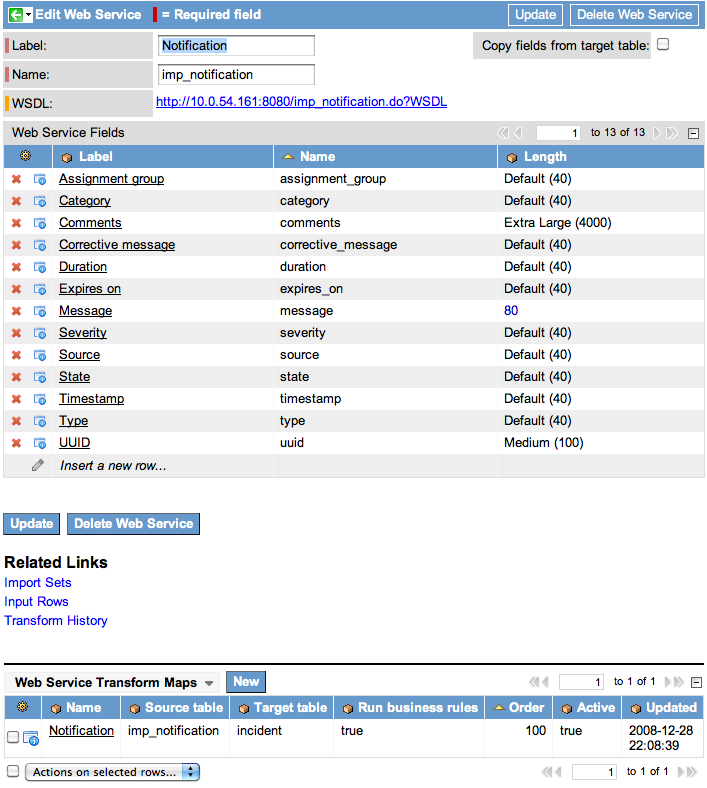 Edit Web Service = Required field Update Delete Web Service
Label: Notification Copy fields from target table:
Name: imp_notification
WSDL: http://10.0.54.161:8080/imp_notification.do?WSDL
Web Service Fields 1 to 13 of 13
Label Name Length
Assignment group assignment_group Default (40)
Category category Default (40)
Comments comments Extra Large (4000)
Corrective message corrective_message Default (40)
Duration duration Default (40)
Expires on expires_on Default (40)
Message message 80
Severity severity Default (40)
Source source Default (40)
State state Default (40)
Timestamp timestamp Default (40)
Type type Default (40)
UUID uuid Medium (100)
Insert a new row...
Update Delete Web Service
Related Links
Import Sets
Input Rows
Transform History
Web Service Transform Maps New 1 to 1 of 1
Name Source table Target table Run business rules Order Active Updated
Notification imp_notification incident true 100 true 2008-12-28
22:08:39
Actions on selected rows... 1 to 1 of 1